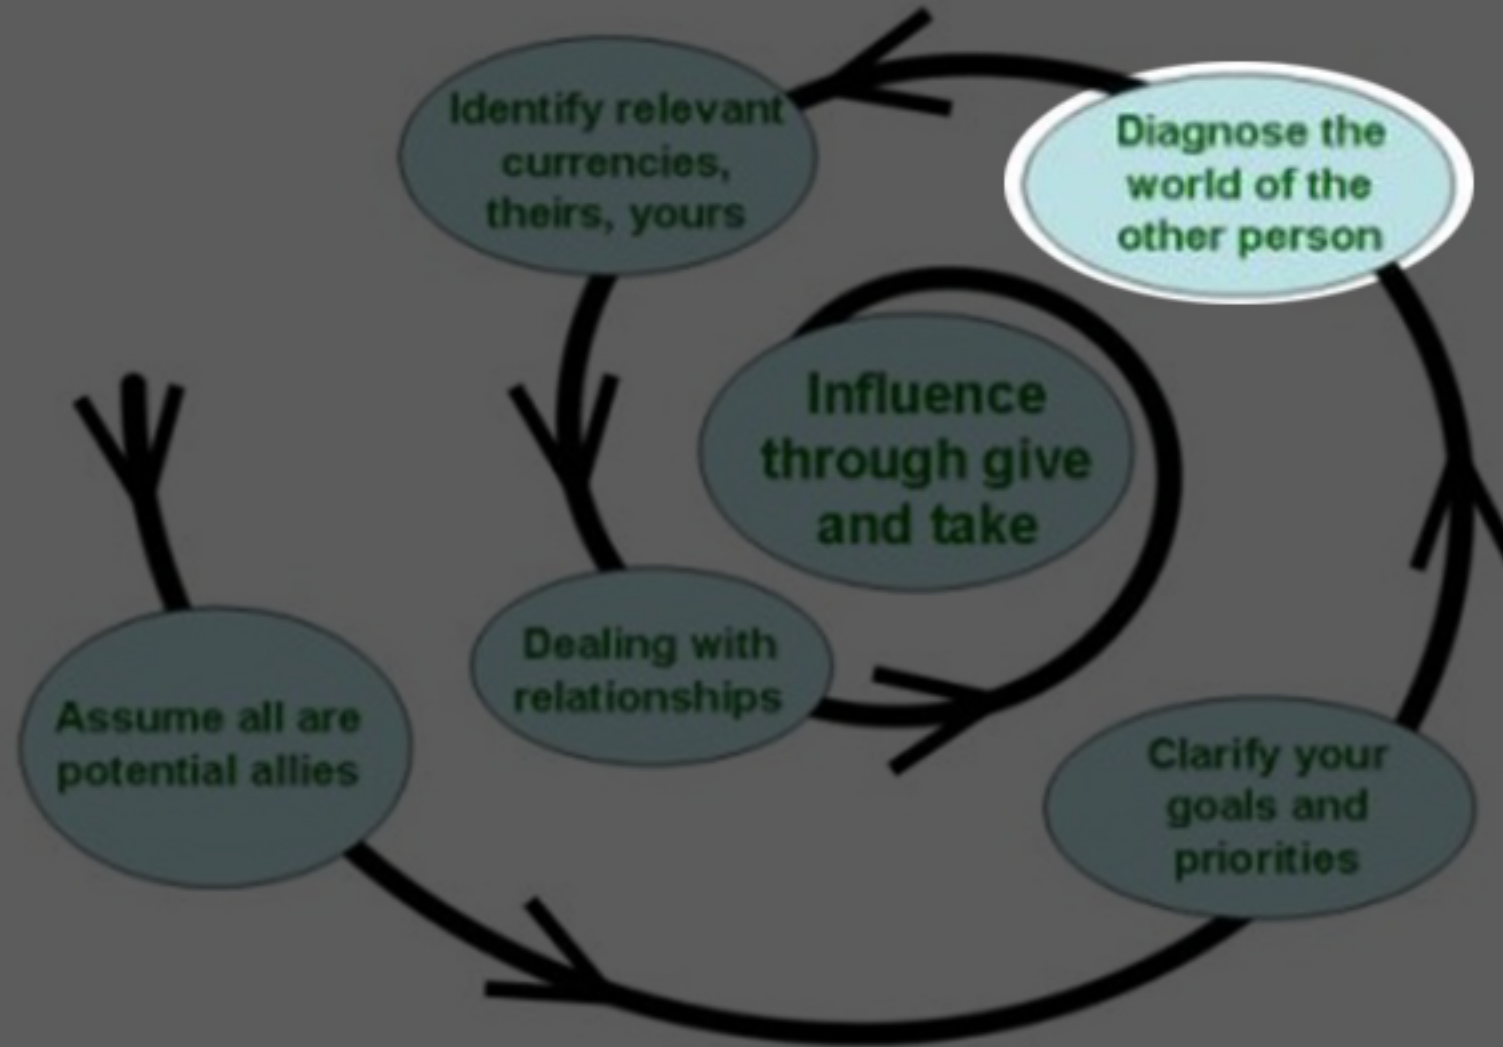 Identify relevant
currencies,
theirs, yours
Diagnose the
world of the
other person
Influence
through give
and take
Dealing with
relationships
Assume all are
potential allies
Clarify your
goals and
priorities